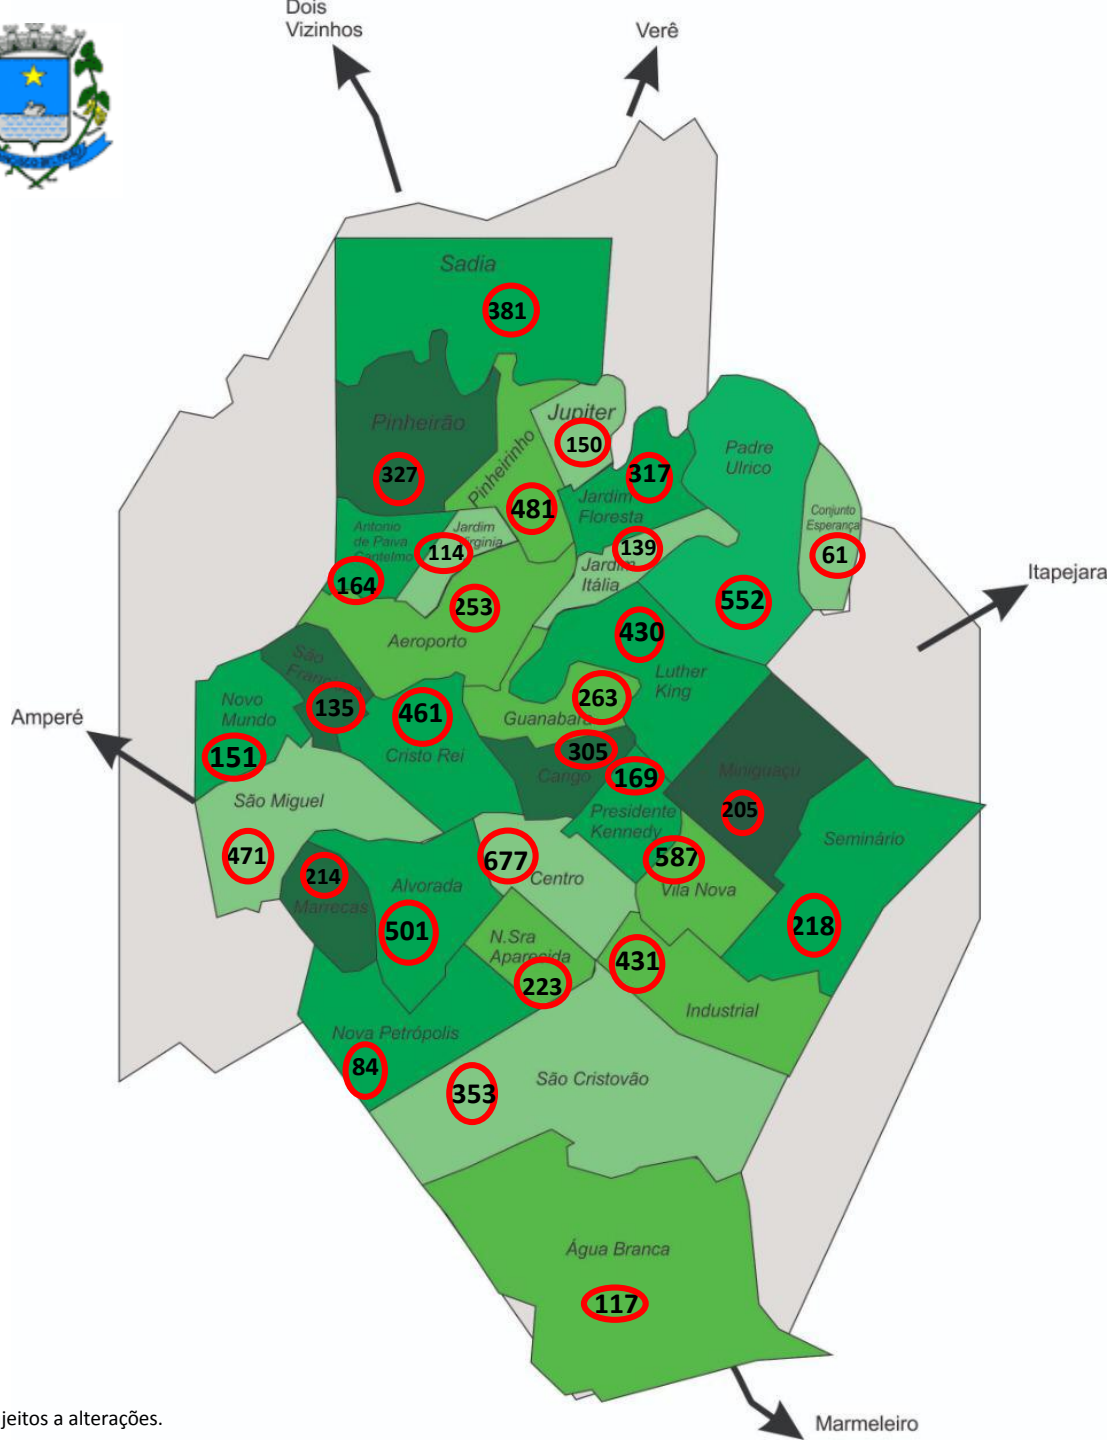 Dois
Vizinhos
Verê
Sadia
381
Pinheirão
327
Pinheirinho
481
Jupiter
150
317
Jardim
Floresta
Padre
Ulrico
552
Conjunto
Esperança
61
Antonio
de Paiva
Cantelmo
164
Jardim
114
139
Jardim
Itália
Itapejara
253
Aeroporto
430
Luther
King
São
135
Novo
Mundo
151
461
Cristo Rei
263
Guanabara
305
Cango
169
Presidente
Kennedy
Amperé
Miniguaçú
205
São Miguel
471
Seminário
218
214
Marrecas
Alvorada
501
677
Centro
587
Vila Nova
N.Sra
Aparecida
223
431
Industrial
Nova Petrópolis
84
353
São Cristovão
Água Branca
117
jeitos a alterações.
Marmeleiro